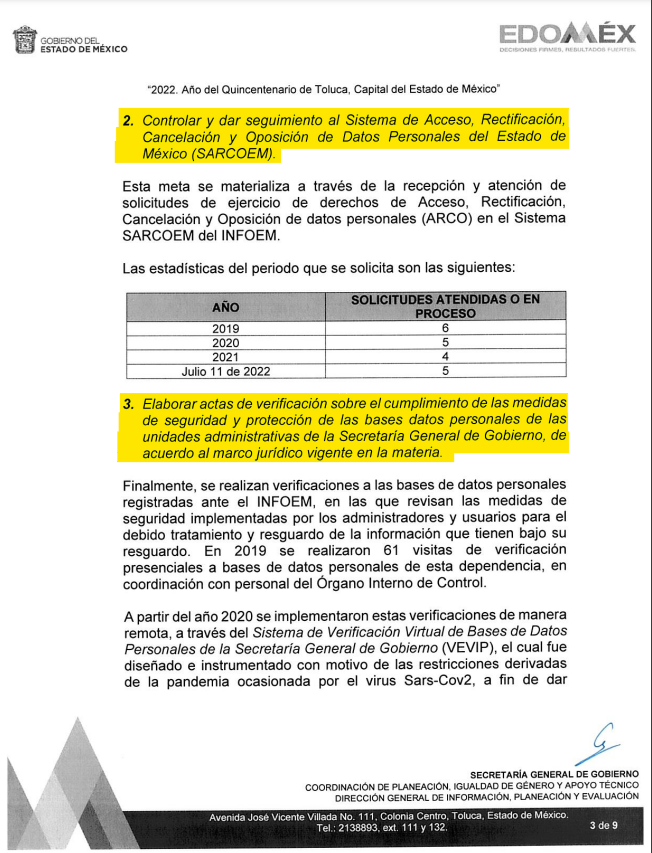 GOBIERNO DEL
ESTADO DE MÉXICO
EDOMÉX
DECISIONES FIRMES, RESULTADOS FUERTES.
“2022. Año del Quincentenario de Toluca, Capital del Estado de México”
2. Controlar y dar seguimiento al Sistema de Acceso, Rectificación,
Cancelación y Oposición de Datos Personales del Estado de
México (SARCOEM).
Esta meta se materializa a través de la recepción y atención de
solicitudes de ejercicio de derechos de Acceso, Rectificación,
Cancelación y Oposición de datos personales (ARCO) en el Sistema
SARCOEM del INFOEM.
Las estadísticas del periodo que se solicita son las siguientes:
AÑO SOLICITUDES ATENDIDAS O EN
PROCESO
2019 6
2020 5
2021 4
Julio 11 de 2022 5
3. Elaborar actas de verificación sobre el cumplimiento de las medidas
de seguridad y protección de las bases datos personales de las
unidades administrativas de la Secretaría General de Gobierno, de
acuerdo al marco jurídico vigente en la materia.
Finalmente, se realizan verificaciones a las bases de datos personales
registradas ante el INFOEM, en las que revisan las medidas de
seguridad implementadas por los administradores y usuarios para el
debido tratamiento y resguardo de la información que tienen bajo su
resguardo. En 2019 se realizaron 61 visitas de verificación
presenciales a bases de datos personales de esta dependencia, en
coordinación con personal del Órgano Interno de Control.
A partir del año 2020 se implementaron estas verificaciones de manera
remota, a través del Sistema de Verificación Virtual de Bases de Datos
Personales de la Secretaría General de Gobierno (VEVIP), el cual fue
diseñado e instrumentado con motivo de las restricciones derivadas
de la pandemia ocasionada por el virus Sars-Cov2, a fin de dar
SECRETARÍA GENERAL DE GOBIERNO
COORDINACIÓN DE PLANEACIÓN, IGUALDAD DE GÉNERO Y APOYO TÉCNICO
DIRECCIÓN GENERAL DE INFORMACIÓN, PLANEACIÓN Y EVALUACIÓN
Avenida José Vicente Villada No. 111, Colonia Centro, Toluca, Estado de México.
Tel.: 2138893, ext. 111 y 132.
3 de 9